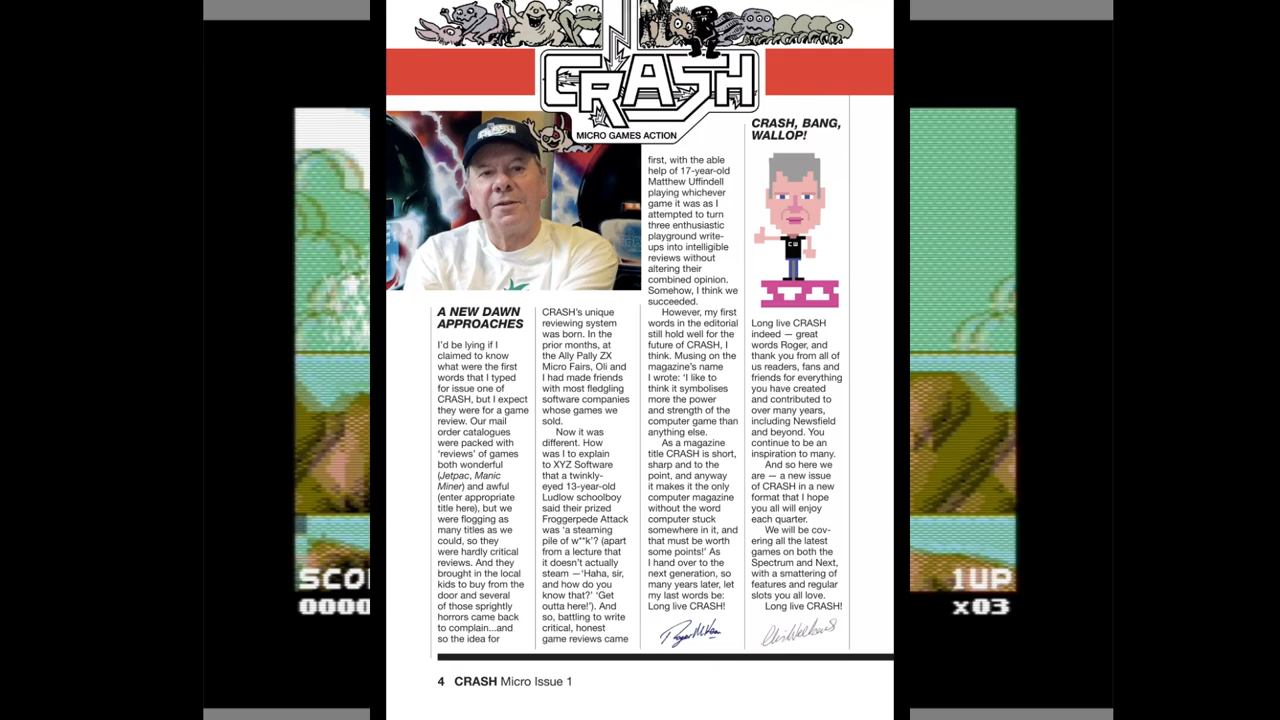 CRASH
MICRO GAMES ACTION
A NEW DAWN
APPROACHES
I'd be lying if I
claimed to know
what were the first
words that I typed
for issue one of
CRASH, but I expect
they were for a game
review. Our mail
order catalogues
were packed with
'reviews' of games
both wonderful
(Jetpac, Manic
Miner) and awful
(enter appropriate
title here), but we
were flogging as
many titles as we
could, so they
were hardly critical
reviews. And they
brought in the local
kids to buy from the
door and several
of those sprightly
horrors came back
to complain...and
so the idea for
CRASH's unique
reviewing system
was born. In the
prior months, at
the Ally Pally ZX
Micro Fairs, Oli and
I had made friends
with most fledgling
software companies
whose games we
sold.
Now it was
different. How
was I to explain
to XYZ Software
that a twinkly-
eyed 13-year-old
Ludlow schoolboy
said their prized
Froggerpede Attack
was 'a steaming
pile of w**k'? (apart
from a lecture that
it doesn't actually
steam —'Haha, sir,
and how do you
know that?' 'Get
outta here!'). And
so, battling to write
critical, honest
game reviews came
first, with the able
help of 17-year-old
Matthew Uffindell
playing whichever
game it was as I
attempted to turn
three enthusiastic
playground write-
ups into intelligible
reviews without
altering their
combined opinion.
Somehow, I think we
succeeded.
However, my first
words in the editorial
still hold well for the
future of CRASH, I
think. Musing on the
magazine's name
I wrote: 'I like to
think it symbolises
more the power
and strength of the
computer game than
anything else.
As a magazine
title CRASH is short,
sharp and to the
point, and anyway
it makes it the only
computer magazine
without the word
computer stuck
somewhere in it, and
that must be worth
some points!' As
I hand over to the
next generation, so
many years later, let
my last words be:
Long live CRASH!
CRASH, BANG,
WALLOP!
CW
Long live CRASH
indeed — great
words Roger, and
thank you from all of
us readers, fans and
friends for everything
you have created
and contributed to
over many years,
including Newsfield
and beyond. You
continue to be an
inspiration to many.
And so here we
are — a new issue
of CRASH in a new
format that I hope
you all will enjoy
each quarter.
We will be cov-
ering all the latest
games on both the
Spectrum and Next,
with a smattering of
features and regular
slots you all love.
Long live CRASH!
4 CRASH Micro Issue 1
SCO
0000
1UP
x03